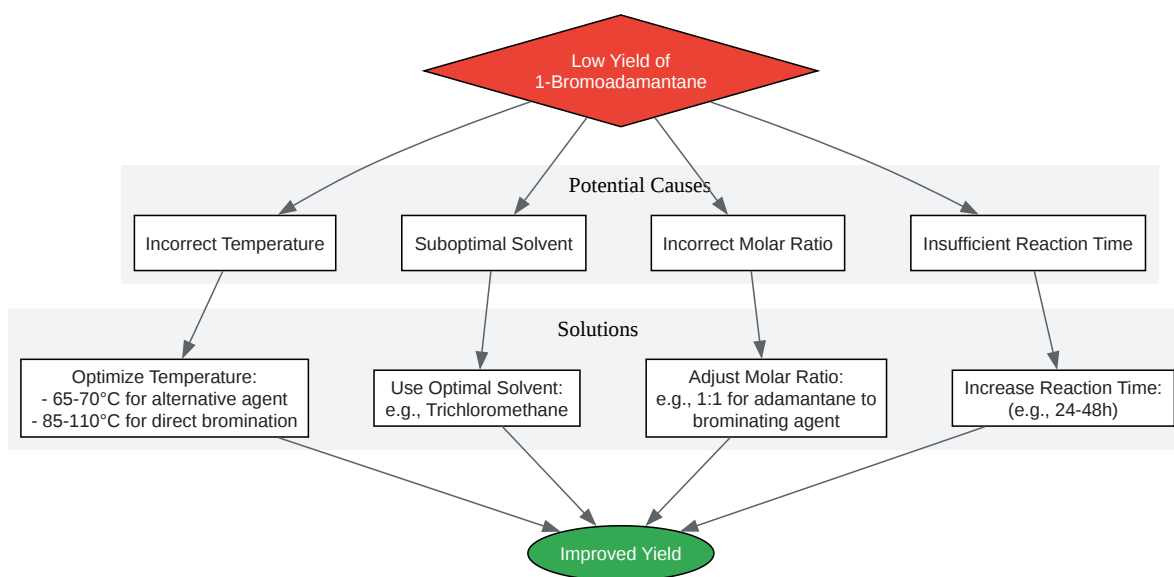 Low Yield of
1-Bromoadamantane
Potential Causes
Incorrect Temperature
Suboptimal Solvent
Incorrect Molar Ratio
Insufficient Reaction Time
Solutions
Optimize Temperature:
- 65-70°C for alternative agent
- 85-110°C for direct bromination
Use Optimal Solvent:
e.g., Trichloromethane
Adjust Molar Ratio:
e.g., 1:1 for adamantane to
brominating agent
Increase Reaction Time:
(e.g., 24-48h)
Improved Yield